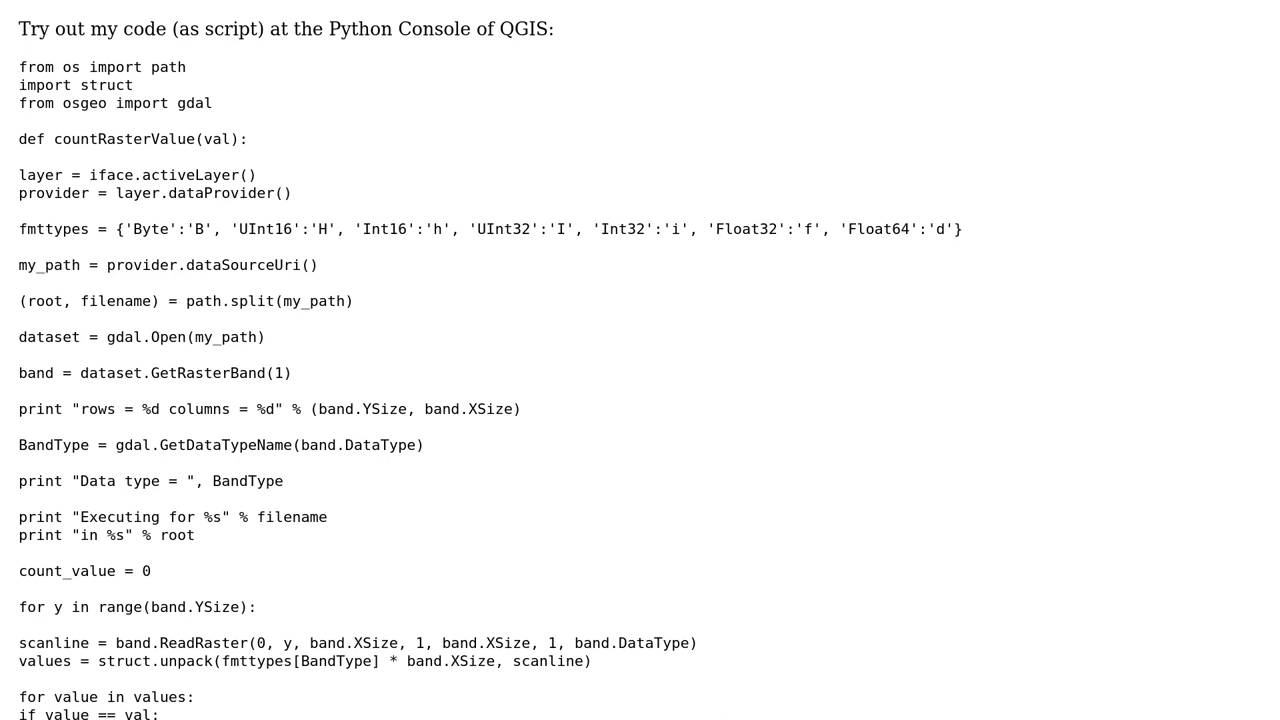 Try out my code (as script) at the Python Console of QGIS:
from os import path
import struct
from osgeo import gdal
def countRasterValue(val):
layer = iface.activeLayer()
provider = layer.dataProvider()
fmttypes = {'Byte':'B', 'UInt16':'H', 'Int16':'h', 'UInt32':'I', 'Int32':'i', 'Float32':'f', 'Float64':'d'}
my_path = provider.dataSourceUri()
(root, filename) = path.split(my_path)
dataset = gdal.Open(my_path)
band = dataset.GetRasterBand(1)
print "rows = %d columns = %d" % (band.YSize, band.XSize)
BandType = gdal.GetDataTypeName(band.DataType)
print "Data type = ", BandType
print "Executing for %s" % filename
print "in %s" % root
count_value = 0
for y in range(band.YSize):
scanline = band.ReadRaster(0, y, band.XSize, 1, band.XSize, 1, band.DataType)
values = struct.unpack(fmttypes[BandType] * band.XSize, scanline)
for value in values:
if value == val: